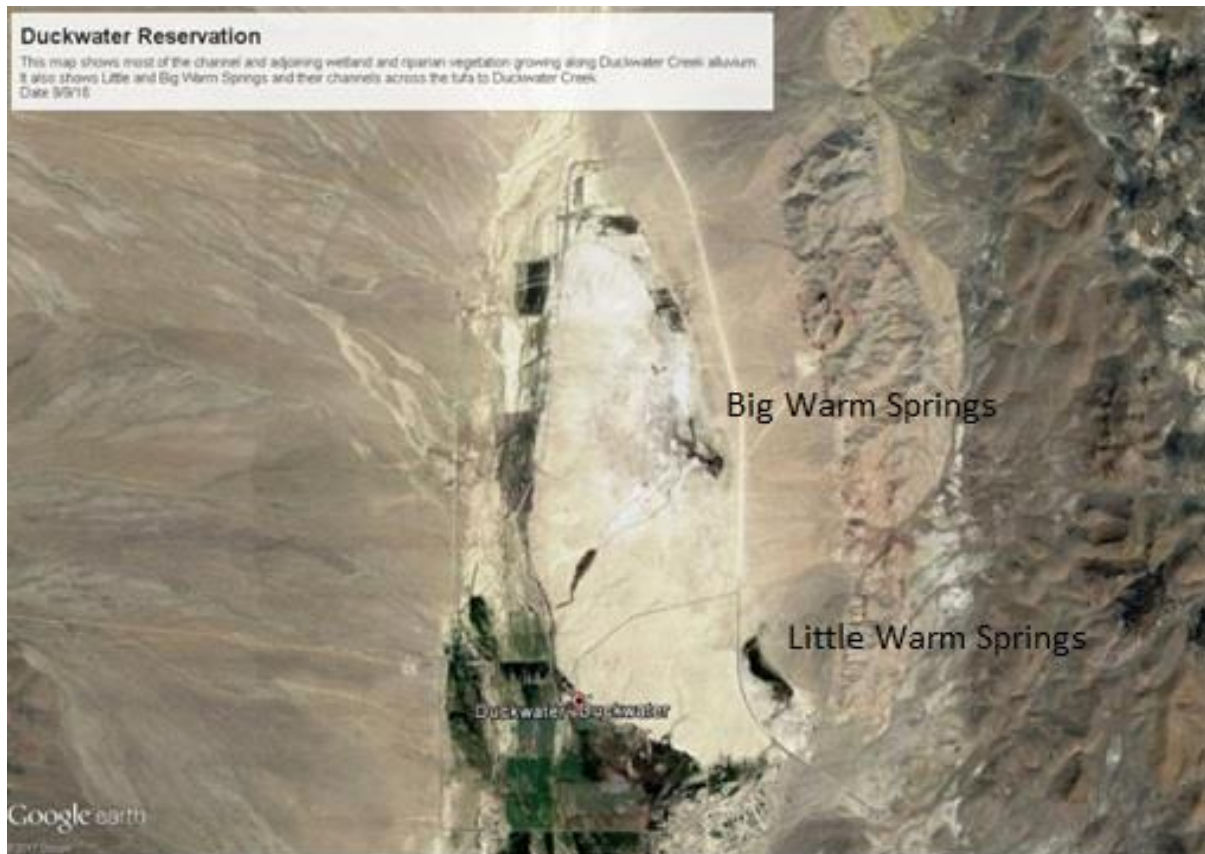 Duckwater Reservation
This map shows most of the channel and adjoining wetland and riparian vegetation growing along Duckwater Creek alluvium.
It also shows Little and Big Warm Springs and their channels across the tufa to Duckwater Creek.
Date 9/9/16
Big Warm Springs
Little Warm Springs
Duckwater Duckwater
Google earth